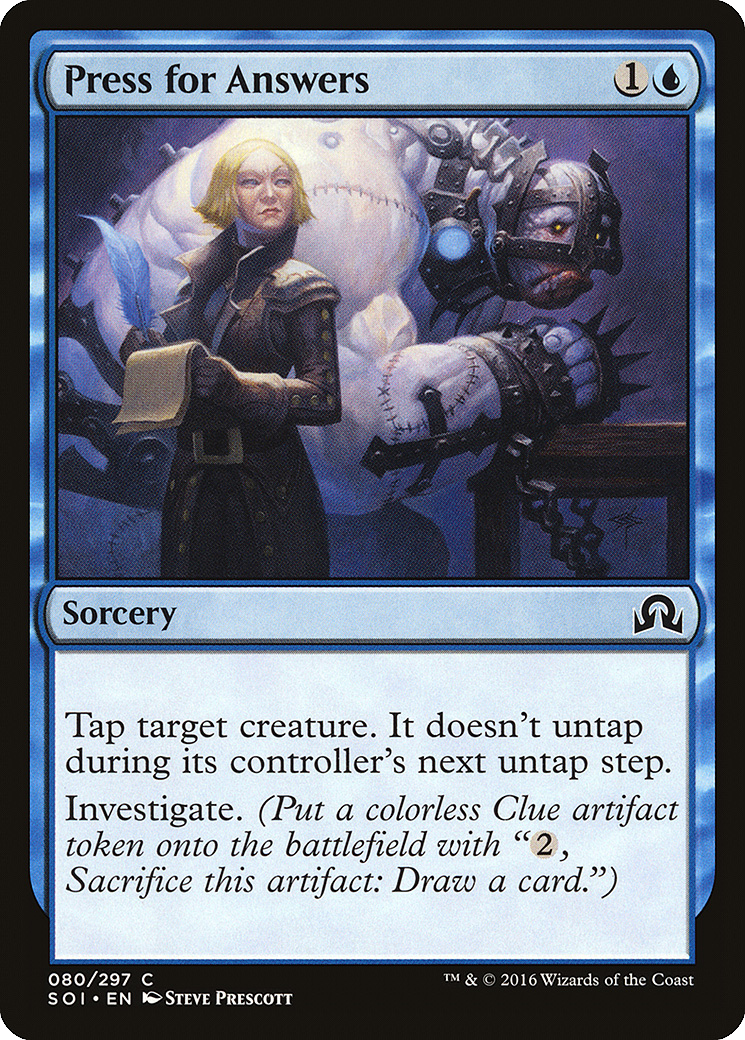 Press for Answers
1
Sorcery
Tap target creature. It doesn't untap
during its controller's next untap step.
Investigate. (Put a colorless Clue artifact
token onto the battlefield with “2,
Sacrifice this artifact: Draw a card.”)
080/297 C
™ & © 2016 Wizards of the Coast
SOI • EN Steve Prescott